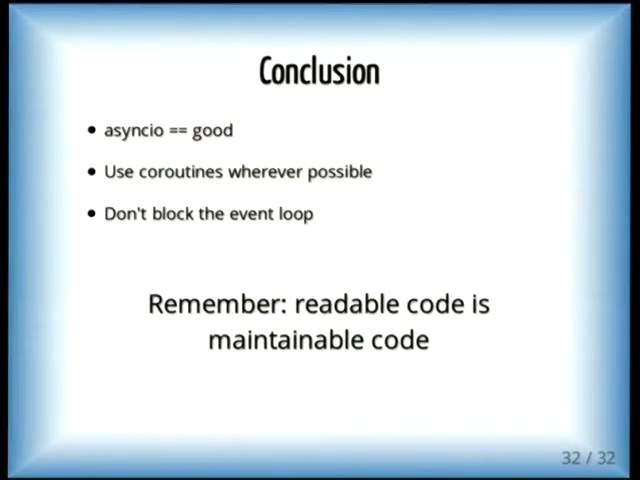 Conclusion
asyncio == good
Use coroutines wherever possible
Don't block the event loop
Remember: readable code is
maintainable code
32 / 32